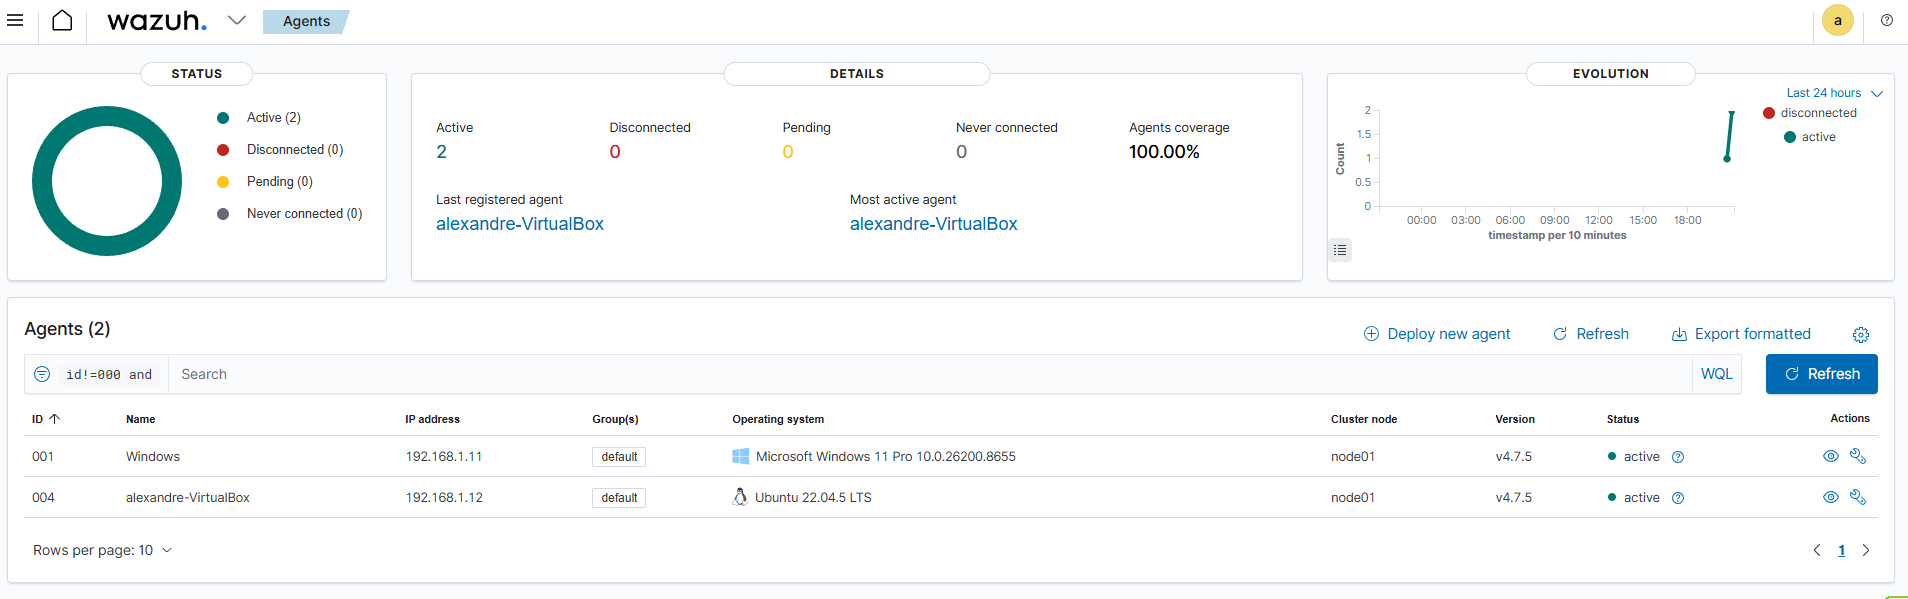 wazuh.
Agents
a
STATUS
Active (2)
Disconnected (0)
Pending (0)
Never connected (0)
DETAILS
Active
2
Disconnected
0
Pending
0
Never connected
0
Agents coverage
100.00%
Last registered agent
alexandre-VirtualBox
Most active agent
alexandre-VirtualBox
EVOLUTION
Last 24 hours
disconnected
active
Count
2
1.5
1
0.5
0
00:00 03:00 06:00 09:00 12:00 15:00 18:00
timestamp per 10 minutes
Agents (2)
Deploy new agent Refresh Export formatted
id!=000 and Search WQL Refresh
ID Name IP address Group(s) Operating system Cluster node Version Status Actions
001 Windows 192.168.1.11 default Microsoft Windows 11 Pro 10.0.26200.8655 node01 v4.7.5 active
004 alexandre-VirtualBox 192.168.1.12 default Ubuntu 22.04.5 LTS node01 v4.7.5 active
Rows per page: 10
1